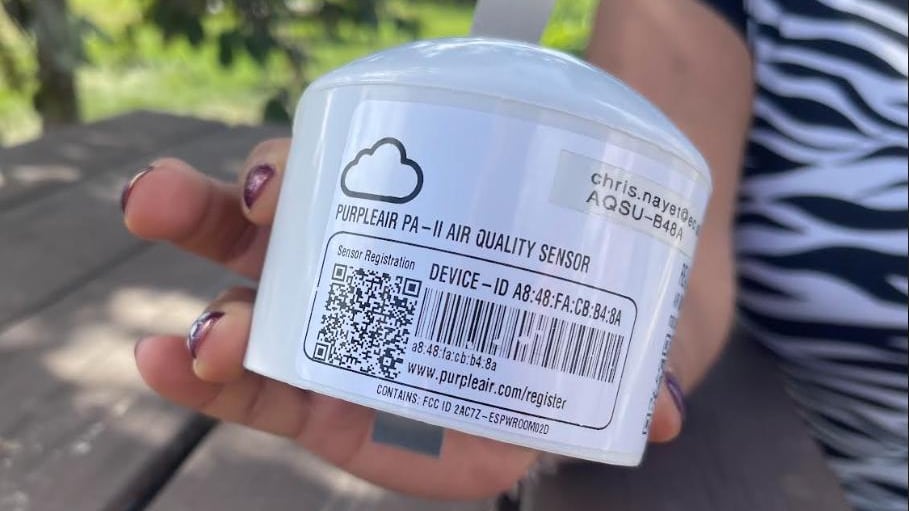 chris.nayet@ec.
AQSU-B48A
PURPLEAIR PA-II AIR QUALITY SENSOR
Sensor Registration
DEVICE-ID A8:48:FA:CB:B4:8A
a8:48:fa:cb:b4:8a
www.purpleair.com/register
CONTAINS: FCC ID 2AC7Z-ESPWROOM02D